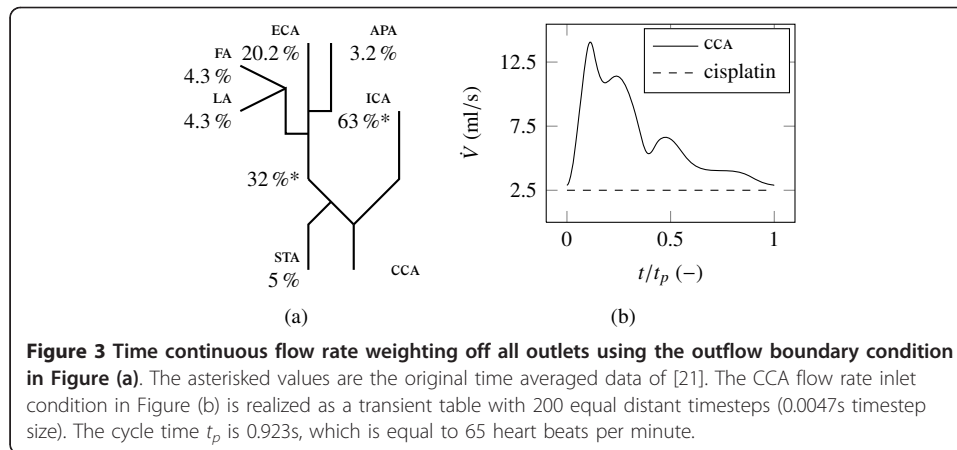 ECA
APA
FA
20.2 %
3.2 %
4.3 %
LA
ICA
4.3 %
63 %*
32 %*
STA
5 %
CCA
(a)
CCA
cisplatin
12.5
7.5
2.5
V̇ (ml/s)
0
0.5
1
t/tp (−)
(b)
Figure 3 Time continuous flow rate weighting off all outlets using the outflow boundary condition
in Figure (a). The asterisked values are the original time averaged data of [21]. The CCA flow rate inlet
condition in Figure (b) is realized as a transient table with 200 equal distant timesteps (0.0047s timestep
size). The cycle time tp is 0.923s, which is equal to 65 heart beats per minute.